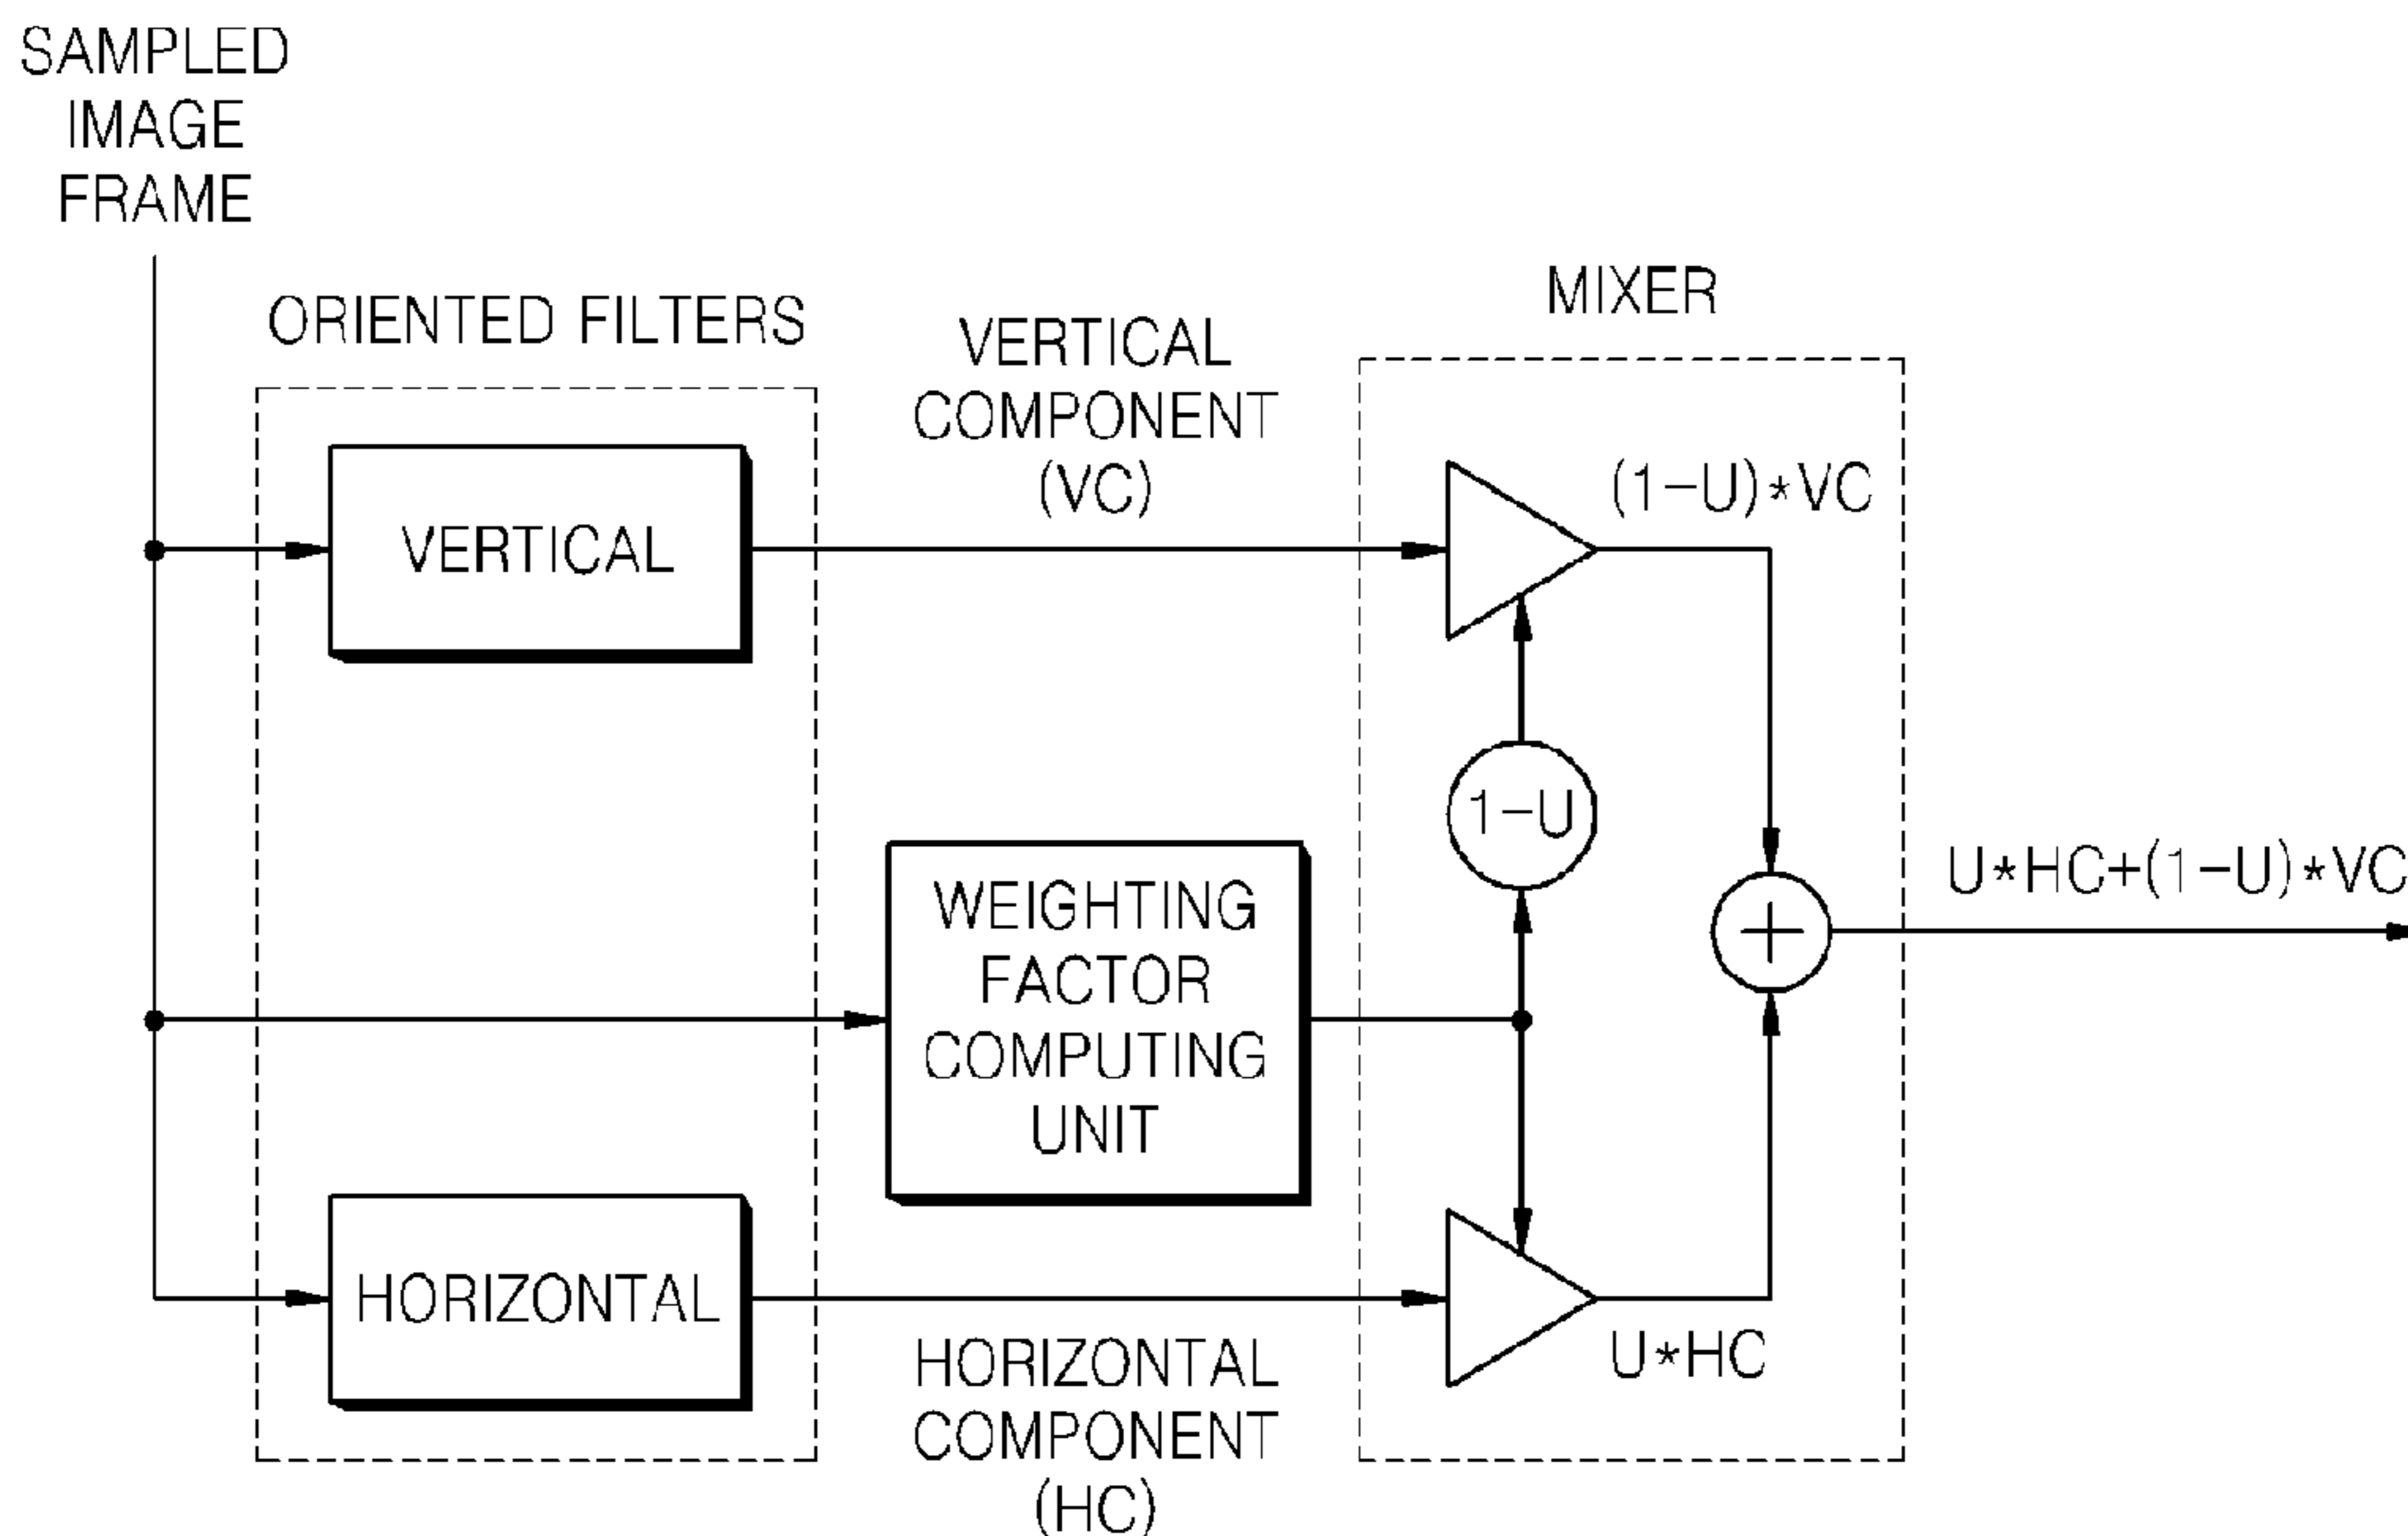 SAMPLED
IMAGE
FRAME
ORIENTED FILTERS
VERTICAL
COMPONENT
(VC)
MIXER
VERTICAL
(1-U)*VC
1-U
WEIGHTING
FACTOR
COMPUTING
UNIT
+
U*HC+(1-U)*VC
HORIZONTAL
HORIZONTAL
COMPONENT
(HC)
U*HC